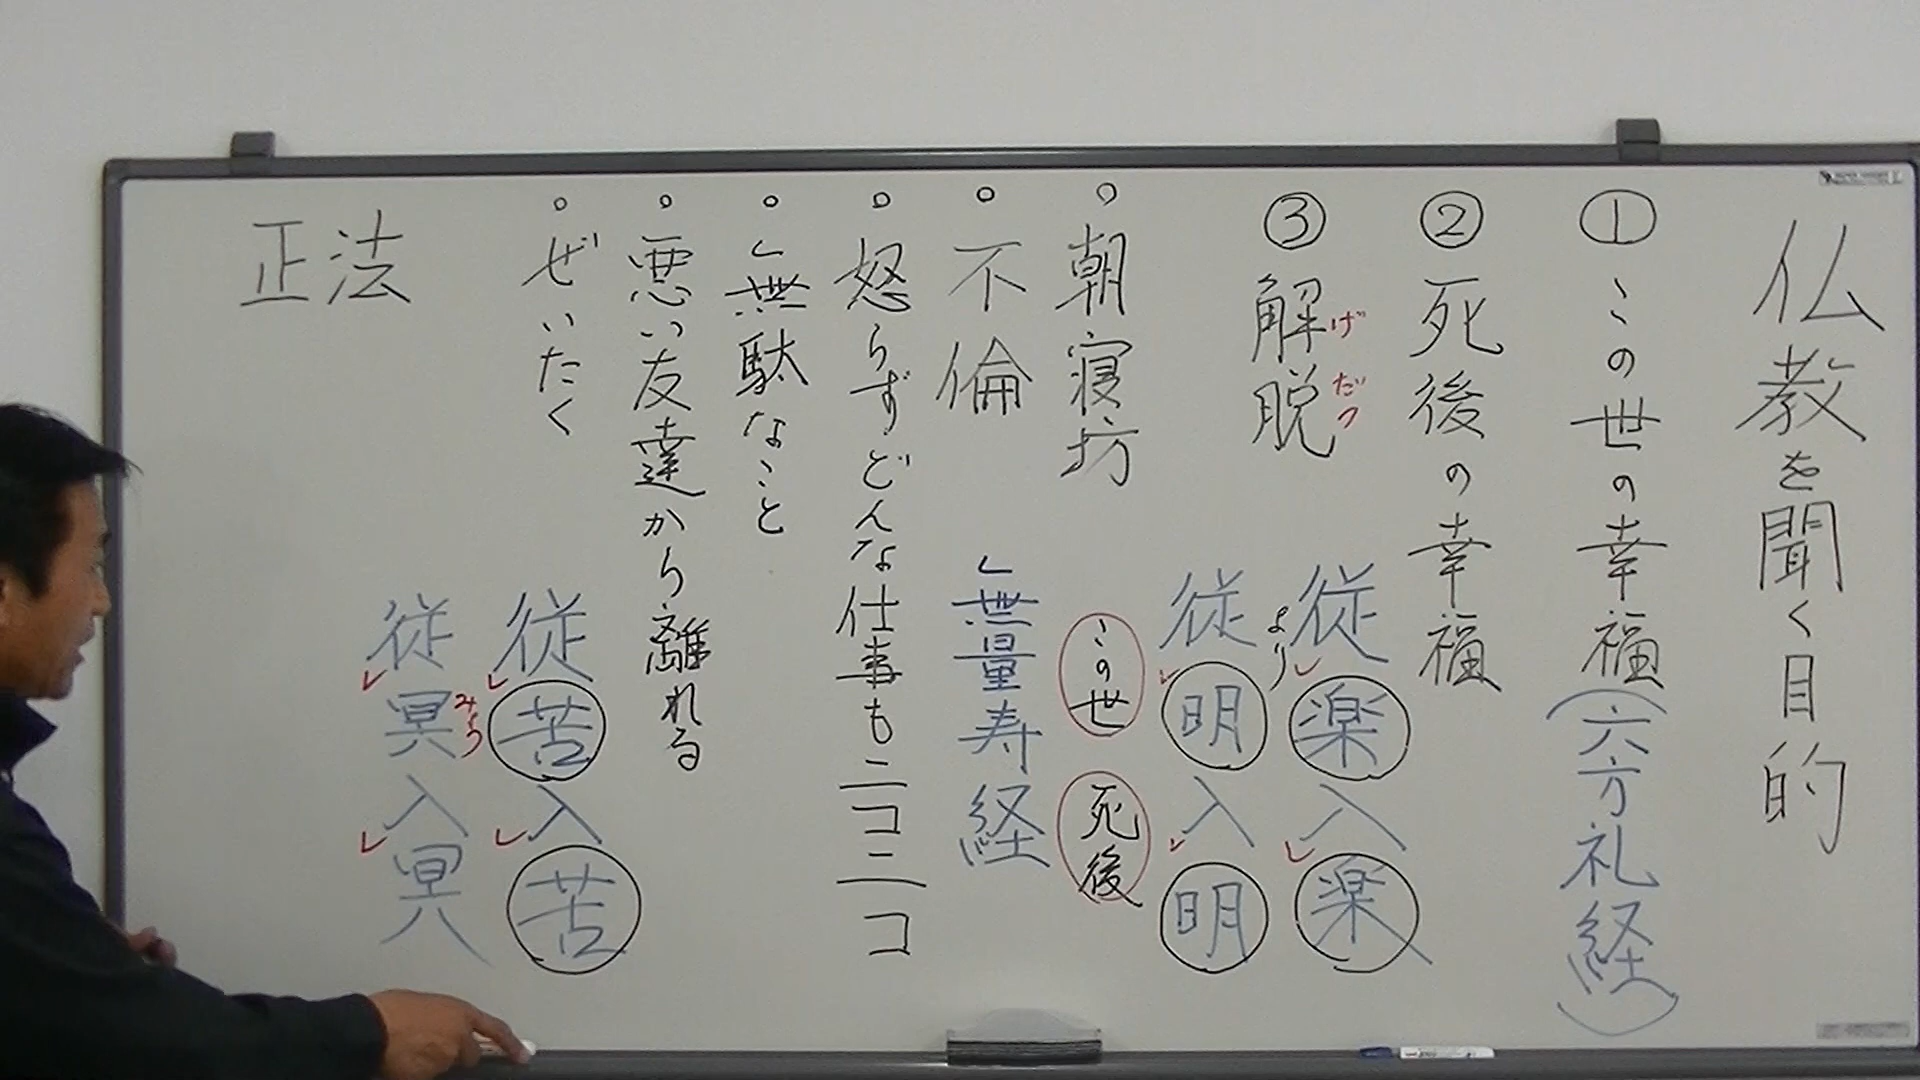 仏教を聞く目的
① この世の幸福(六方礼経)
② 死後の幸福
③ 解脱
げだつ
従楽入楽
より
従明入明
。朝寝坊
この世
死後
。不倫
無量寿経
。怒らずどんな仕事もニコニコ
。無駄なこと
。悪い友達から離れる
。ぜいたく
従苦入苦
従冥入冥
みょう
正法